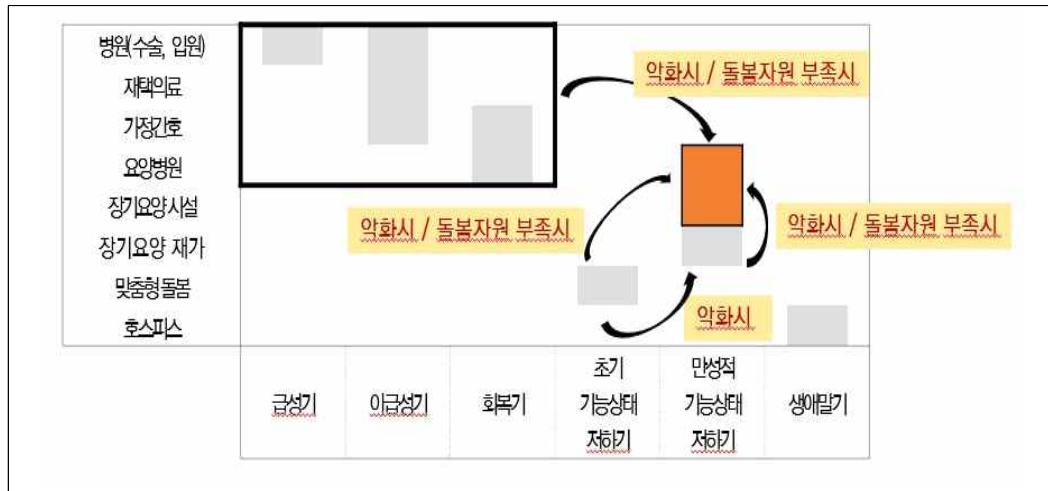 병원(수술, 입원)
재택의료
가정간호
요양병원
장기요양 시설
장기요양 재가
맞춤형 돌봄
호스피스
악화시 / 돌봄자원 부족시
악화시 / 돌봄자원 부족시
악화시 / 돌봄자원 부족시
악화시
급성기
아급성기
회복기
초기
기능상태
저하기
만성적
기능상태
저하기
생애말기